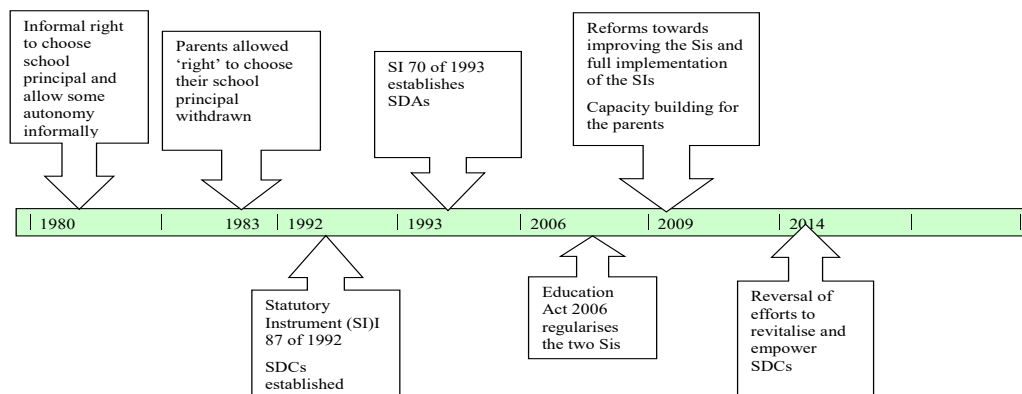 Informal right
to choose
school
principal and
allow some
autonomy
informally
Parents allowed
‘right’ to choose
their school
principal
withdrawn
SI 70 of 1993
establishes
SDAs
Reforms towards
improving the Sis and
full implementation
of the SIs
Capacity building for
the parents
1980
1983
1992
1993
2006
2009
2014
Statutory
Instrument (SI)I
87 of 1992
SDCs
established
Education
Act 2006
regularises
the two Sis
Reversal of
efforts to
revitalise and
empower
SDCs